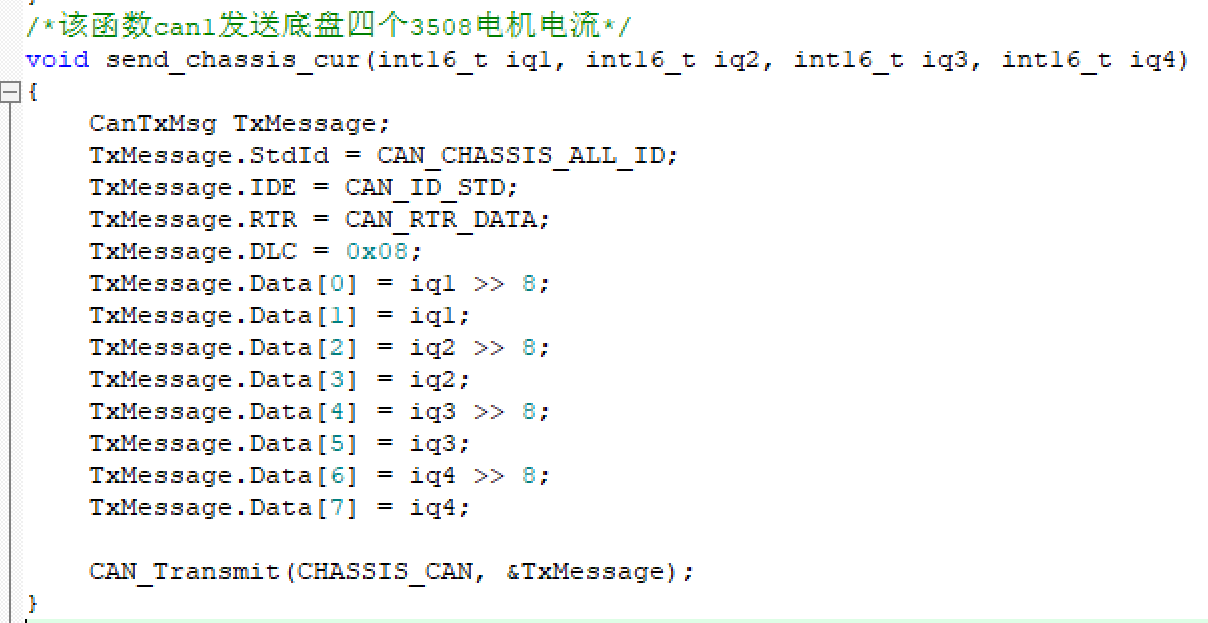 /*该函数can1发送底盘四个3508电机电流*/
void send_chassis_cur(int16_t iq1, int16_t iq2, int16_t iq3, int16_t iq4)
{
    CanTxMsg TxMessage;
    TxMessage.StdId = CAN_CHASSIS_ALL_ID;
    TxMessage.IDE = CAN_ID_STD;
    TxMessage.RTR = CAN_RTR_DATA;
    TxMessage.DLC = 0x08;
    TxMessage.Data[0] = iq1 >> 8;
    TxMessage.Data[1] = iq1;
    TxMessage.Data[2] = iq2 >> 8;
    TxMessage.Data[3] = iq2;
    TxMessage.Data[4] = iq3 >> 8;
    TxMessage.Data[5] = iq3;
    TxMessage.Data[6] = iq4 >> 8;
    TxMessage.Data[7] = iq4;
    CAN_Transmit(CHASSIS_CAN, &TxMessage);
}